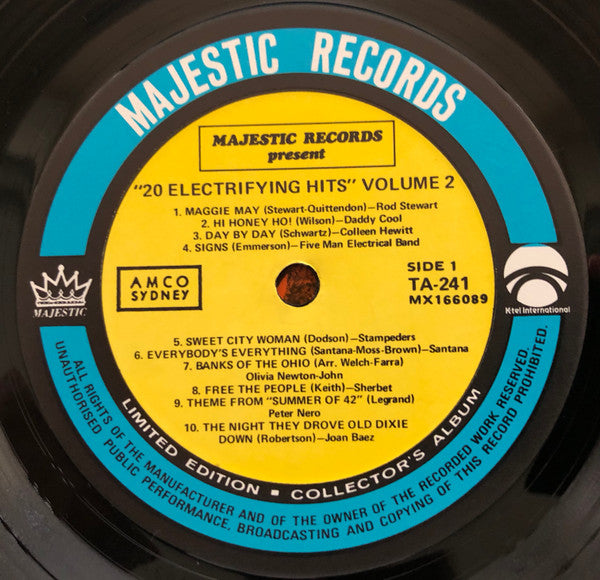 MAJESTIC RECORDS
MAJESTIC RECORDS
present
"20 ELECTRIFYING HITS" VOLUME 2
1. MAGGIE MAY (Stewart-Quittendon)—Rod Stewart
2. HI HONEY HO! (Wilson)—Daddy Cool
3. DAY BY DAY (Schwartz)—Colleen Hewitt
4. SIGNS (Emmerson)—Five Man Electrical Band
AMCO
SYDNEY
SIDE 1
TA-241
MX166089
MAJESTIC
Ktel International
5. SWEET CITY WOMAN (Dodson)—Stampeders
6. EVERYBODY'S EVERYTHING (Santana-Moss-Brown)—Santana
7. BANKS OF THE OHIO (Arr. Welch-Farra)
Olivia Newton-John
8. FREE THE PEOPLE (Keith)—Sherbet
9. THEME FROM "SUMMER OF 42" (Legrand)
Peter Nero
10. THE NIGHT THEY DROVE OLD DIXIE
DOWN (Robertson)—Joan Baez
LIMITED EDITION ■ COLLECTOR'S ALBUM
ALL RIGHTS OF THE MANUFACTURER AND OF THE OWNER OF THE RECORDED WORK RESERVED.
UNAUTHORISED PUBLIC PERFORMANCE, BROADCASTING AND COPYING OF THIS RECORD PROHIBITED.